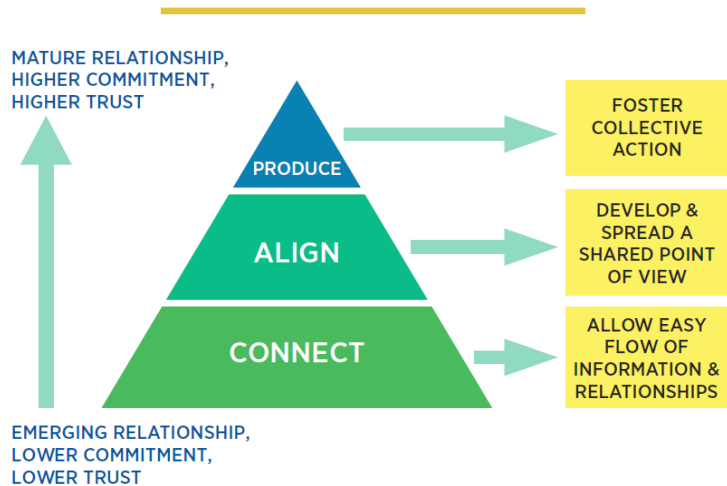 MATURE RELATIONSHIP,
HIGHER COMMITMENT,
HIGHER TRUST
PRODUCE
FOSTER
COLLECTIVE
ACTION
ALIGN
DEVELOP &
SPREAD A
SHARED POINT
OF VIEW
CONNECT
ALLOW EASY
FLOW OF
INFORMATION &
RELATIONSHIPS
EMERGING RELATIONSHIP,
LOWER COMMITMENT,
LOWER TRUST